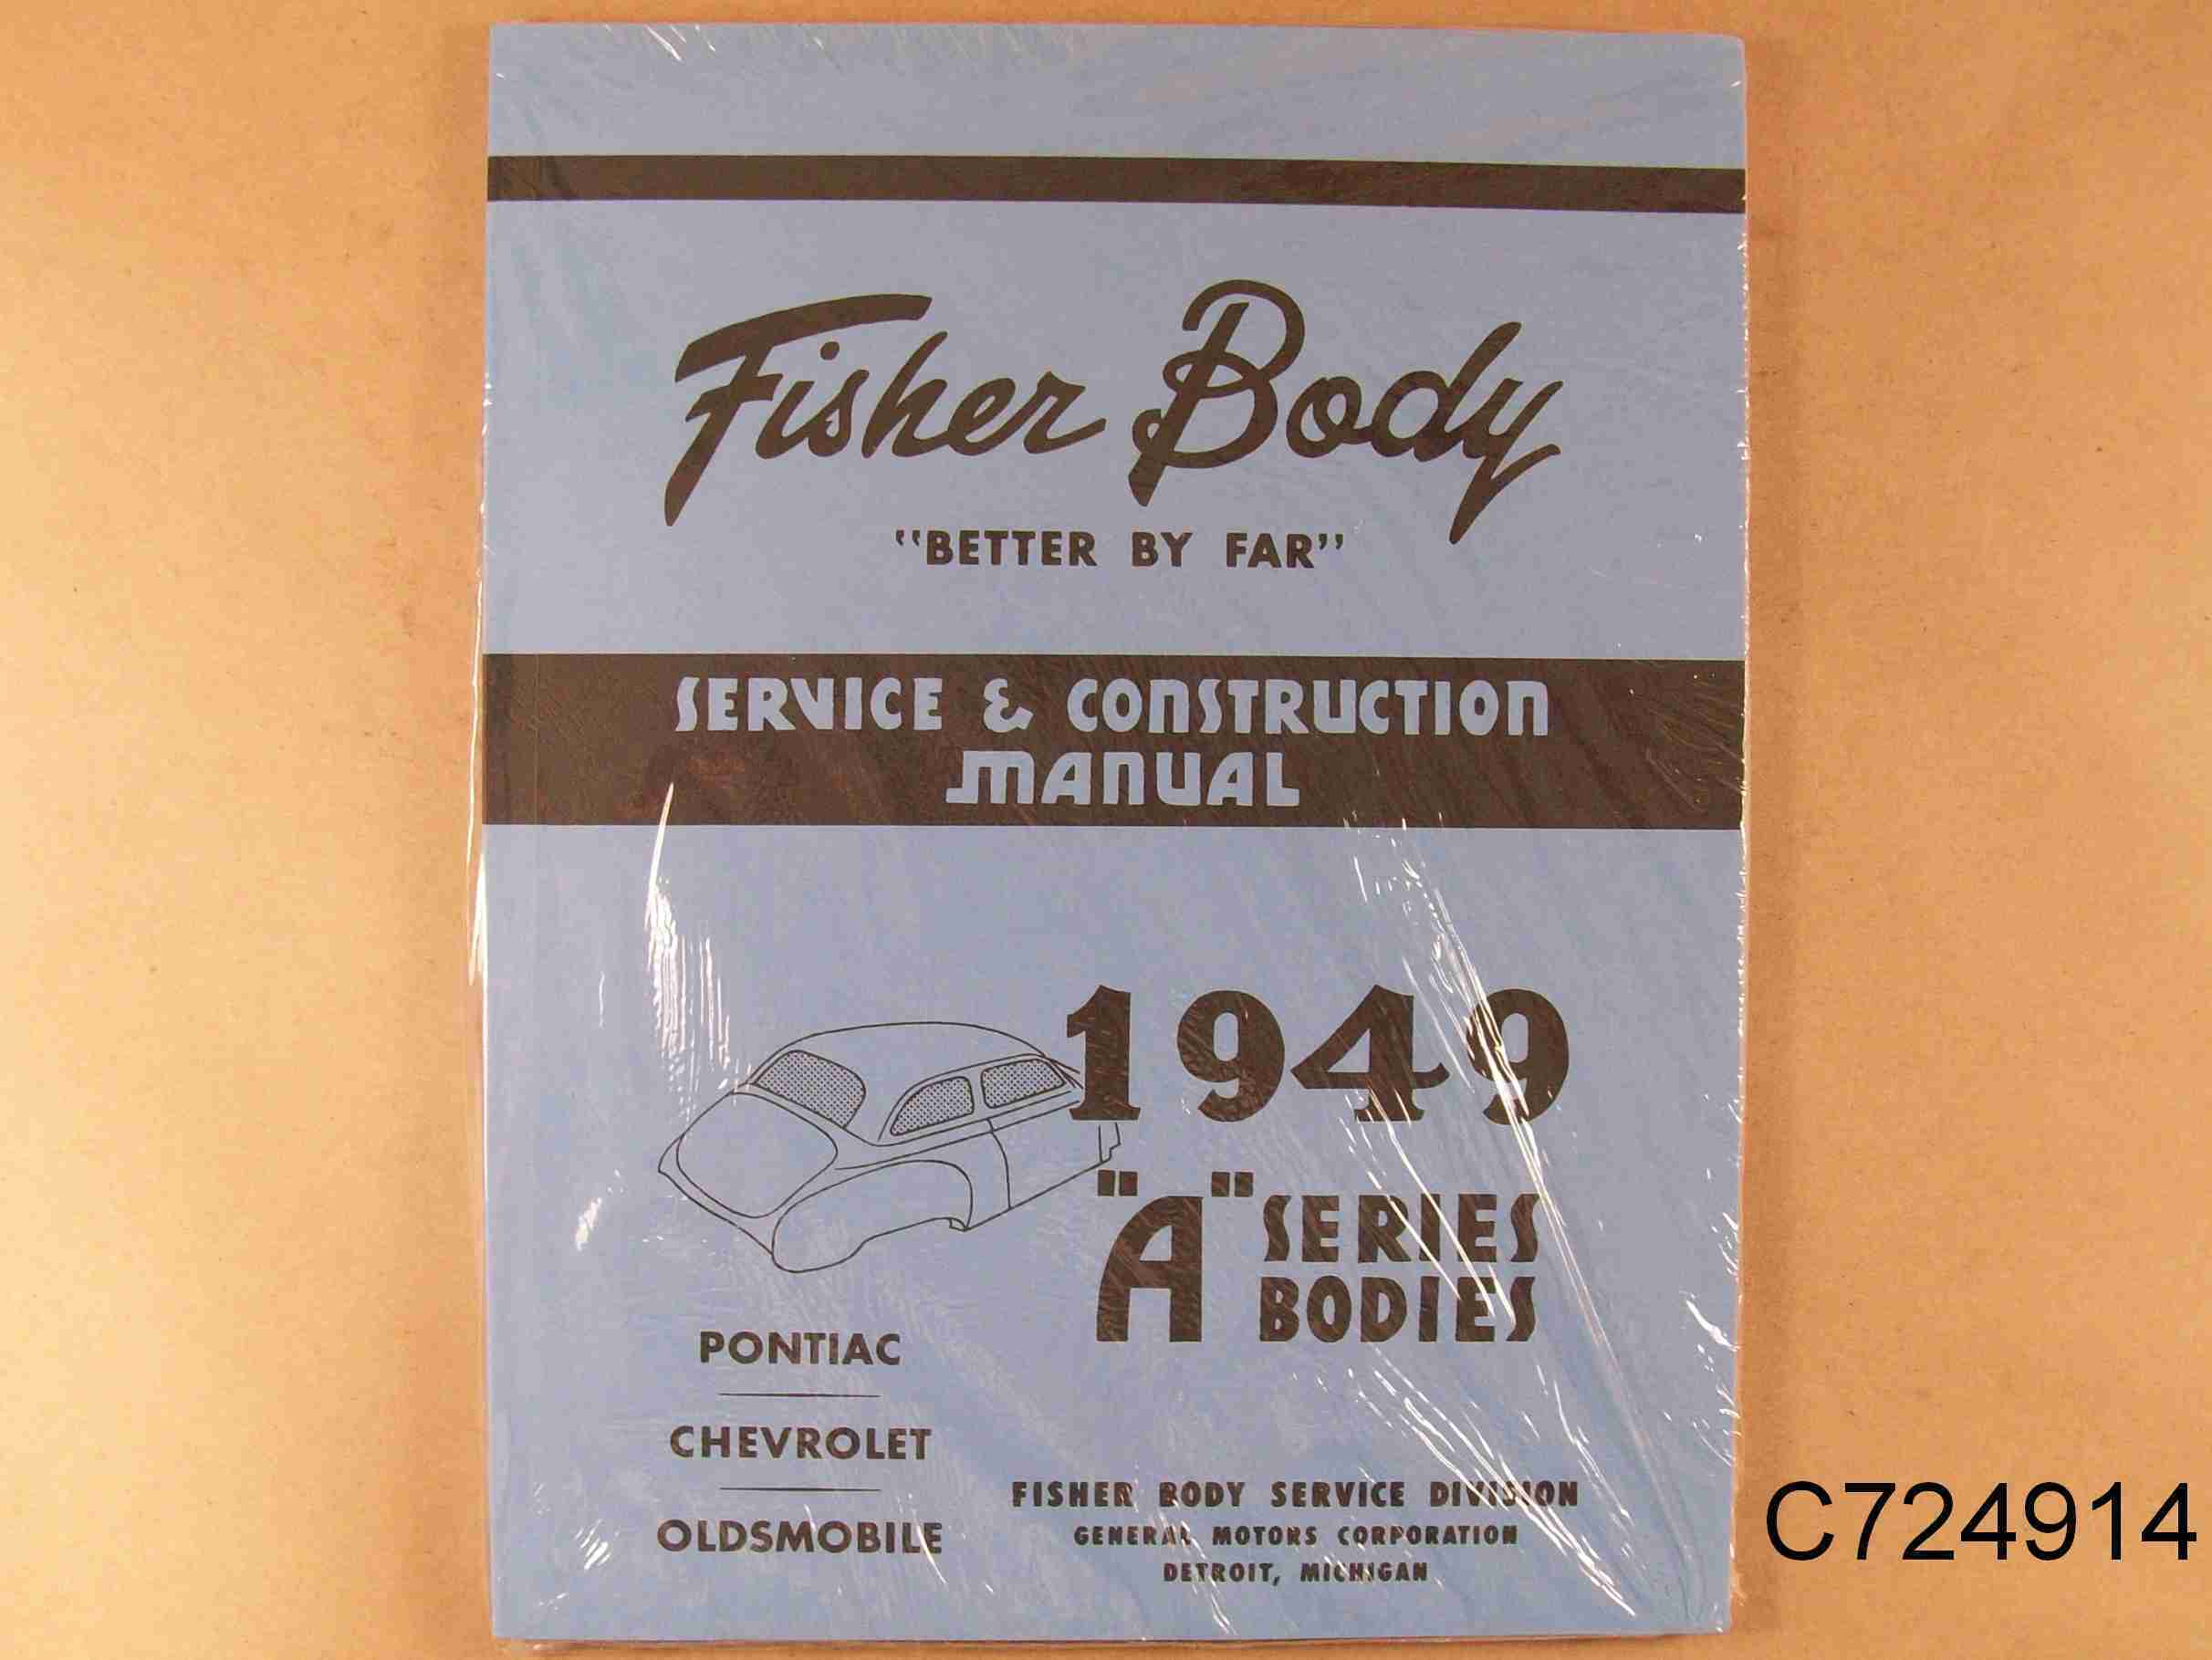 Fisher Body
"BETTER BY FAR"
SERVICE & CONSTRUCTION
MANUAL
1949
"A" SERIES
BODIES
PONTIAC
CHEVROLET
OLDSMOBILE
FISHER BODY SERVICE DIVISION
GENERAL MOTORS CORPORATION
DETROIT, MICHIGAN
C724914